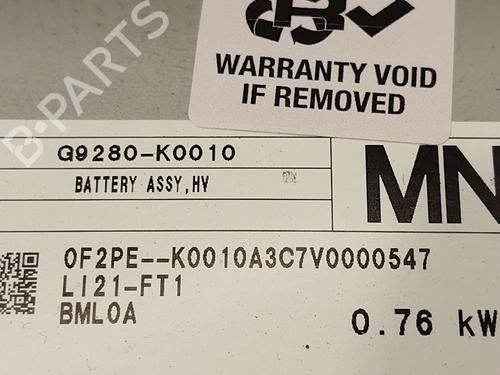 B-PARTS
B
WARRANTY VOID
IF REMOVED
G9280-K0010
BATTERY ASSY,HV
MN
0F2PE--K0010A3C7V0000547
LI21-FT1
BML0A
0.76 kW